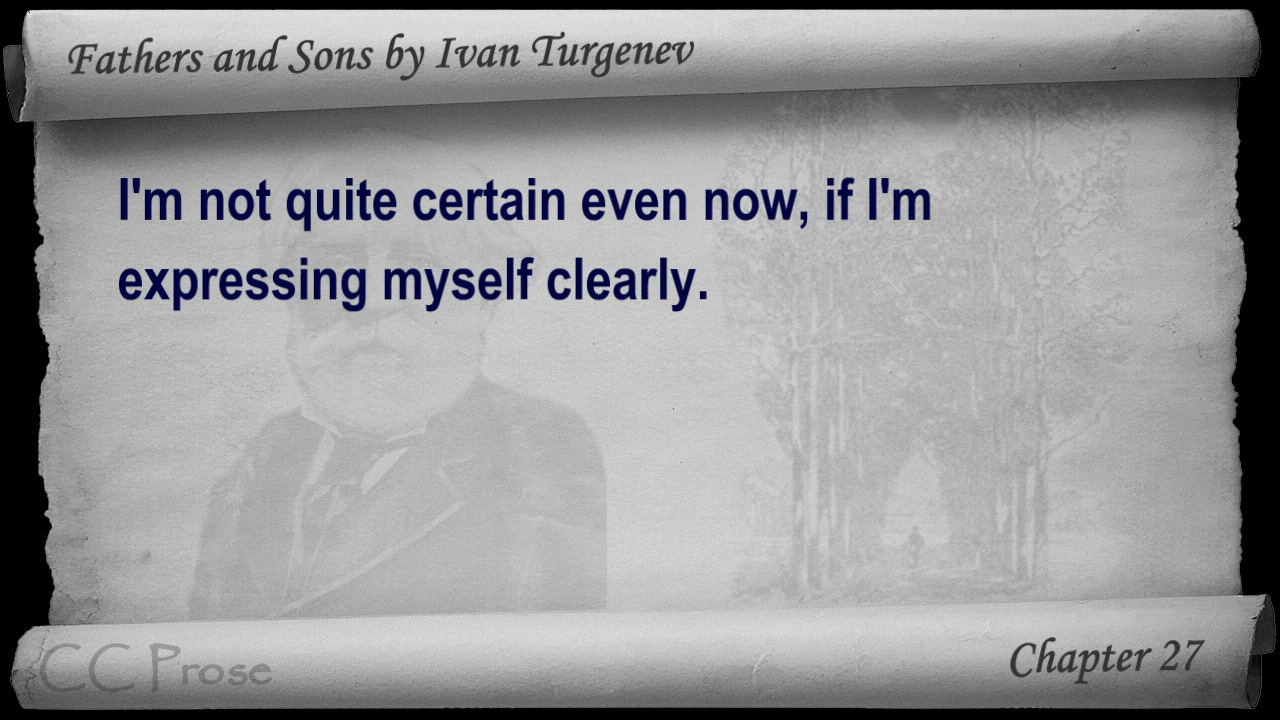 Fathers and Sons by Ivan Turgenev
I'm not quite certain even now, if I'm
expressing myself clearly.
CC Prose
Chapter 27